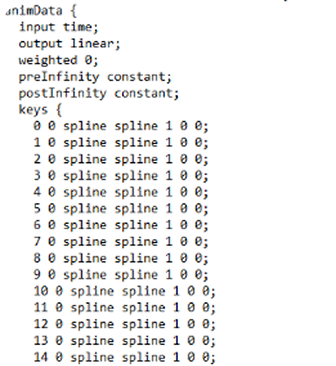 animData {
  input time;
  output linear;
  weighted 0;
  preInfinity constant;
  postInfinity constant;
  keys {
    0 0 spline spline 1 0 0;
    1 0 spline spline 1 0 0;
    2 0 spline spline 1 0 0;
    3 0 spline spline 1 0 0;
    4 0 spline spline 1 0 0;
    5 0 spline spline 1 0 0;
    6 0 spline spline 1 0 0;
    7 0 spline spline 1 0 0;
    8 0 spline spline 1 0 0;
    9 0 spline spline 1 0 0;
    10 0 spline spline 1 0 0;
    11 0 spline spline 1 0 0;
    12 0 spline spline 1 0 0;
    13 0 spline spline 1 0 0;
    14 0 spline spline 1 0 0;